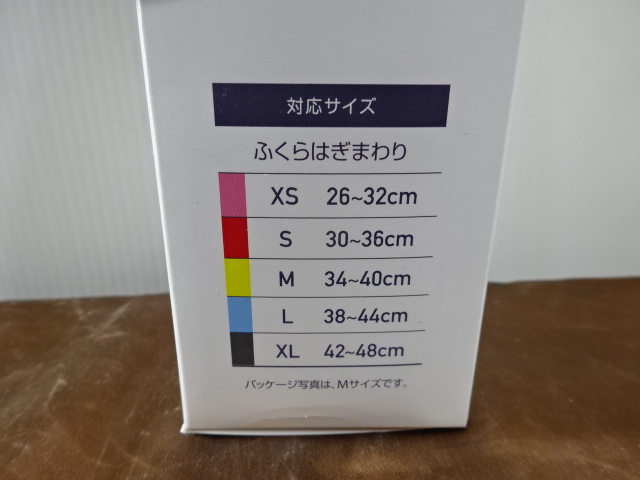 対応サイズ
ふくらはぎまわり
XS 26~32cm
S 30~36cm
M 34~40cm
L 38~44cm
XL 42~48cm
パッケージ写真は、Mサイズです。